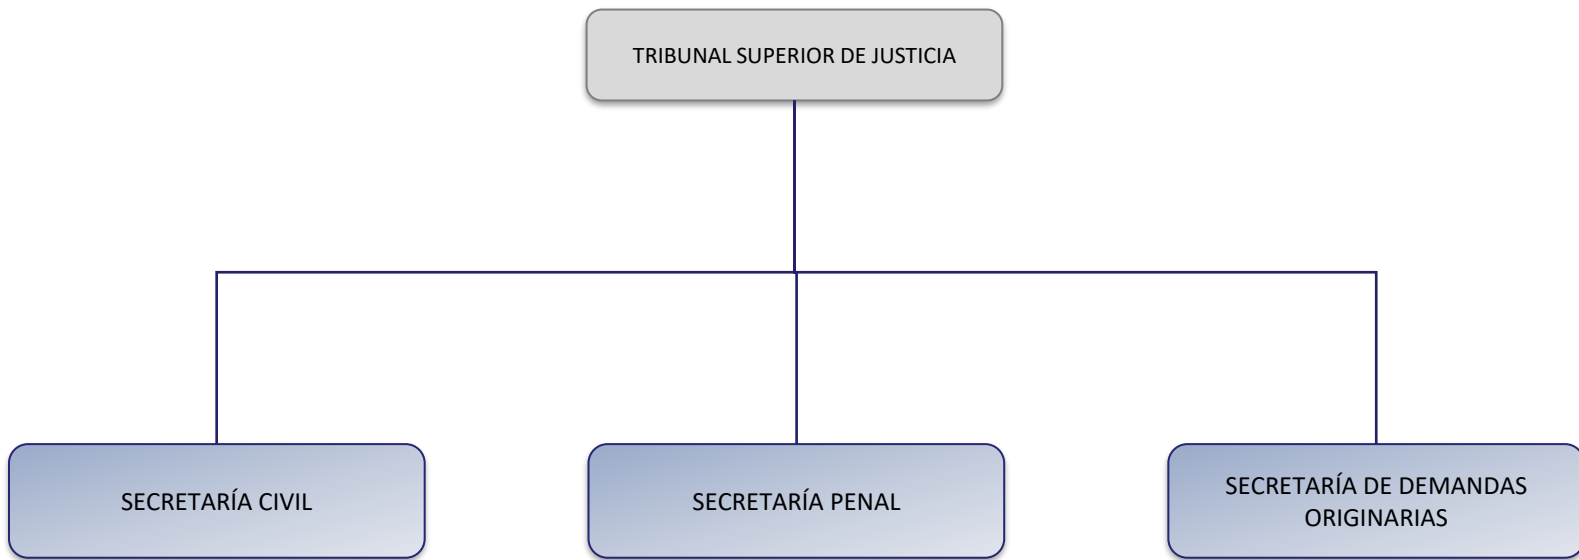 TRIBUNAL SUPERIOR DE JUSTICIA
SECRETARÍA CIVIL
SECRETARÍA PENAL
SECRETARÍA DE DEMANDAS
ORIGINARIAS